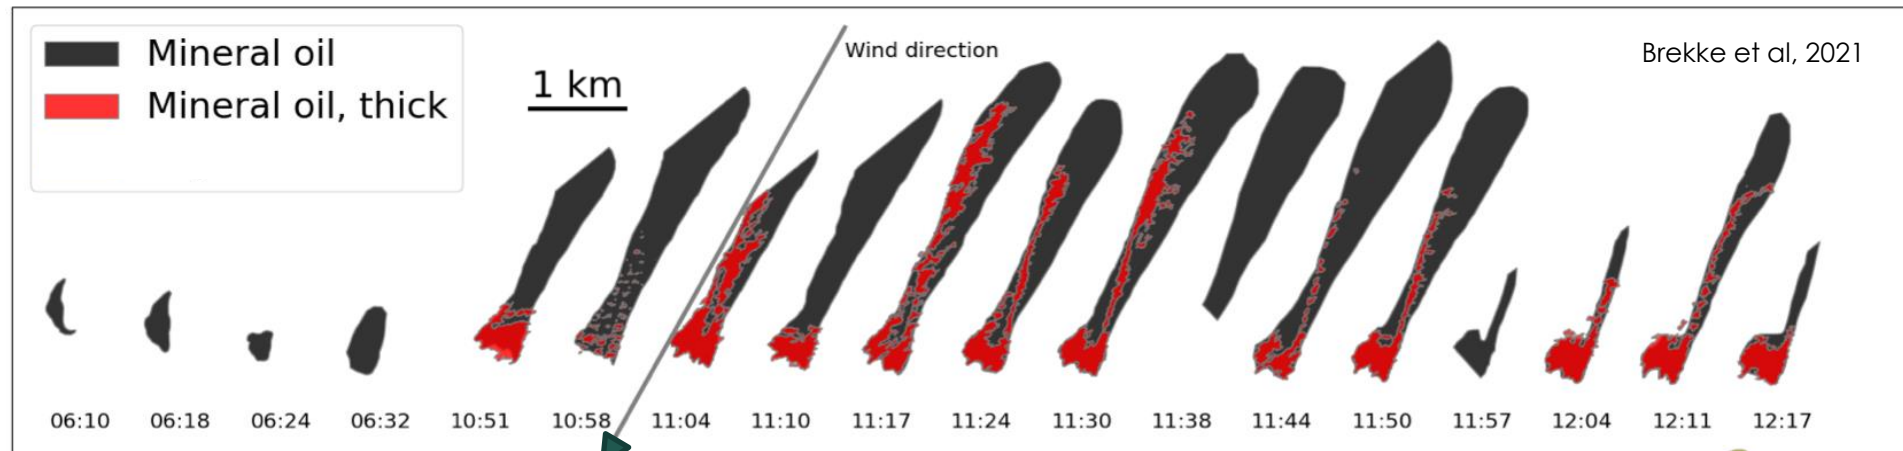 Mineral oil
Mineral oil, thick
1 km
Wind direction
Brekke et al, 2021
06:10 06:18 06:24 06:32 10:51 10:58 11:04 11:10 11:17 11:24 11:30 11:38 11:44 11:50 11:57 12:04 12:11 12:17